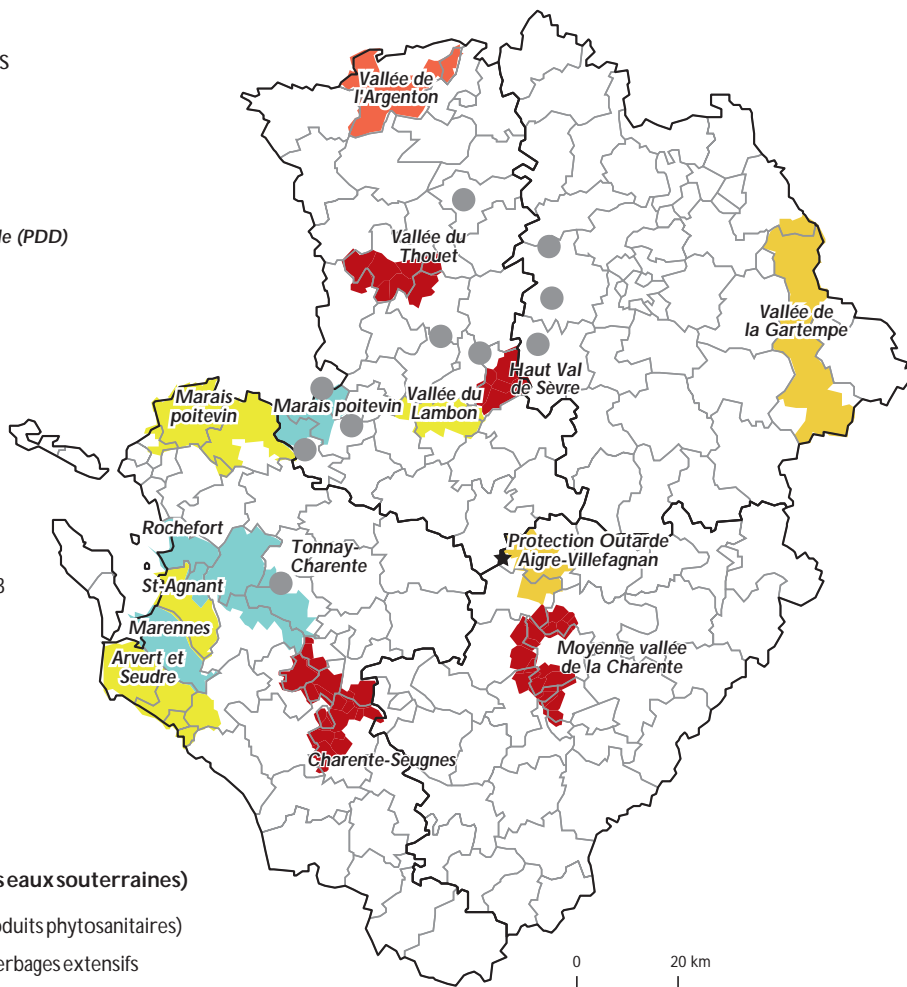 s
Vallée de
l'Argenton
le (PDD)
Vallée du
Thouet
Vallée de
la Gartempe
Haut Val
de Sèvre
Marais
poitevin
Marais poitevin
Vallée du
Lambon
Rochefort
Tonnay-
Charente
Protection Outarde
Aigre-Villefagnan
3
St-Agnant
Marennes
Arvert et
Seudre
Moyenne vallée
de la Charente
Charente-Seugnes
s eaux souterraines)
oduits phytosanitaires)
erbages extensifs
0 20 km